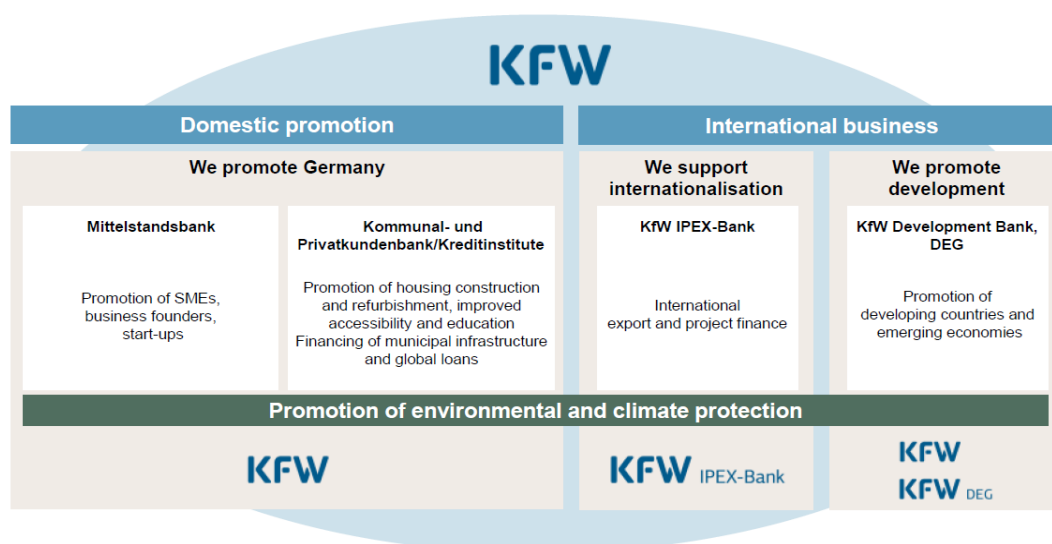 KFW
Domestic promotion
International business
We promote Germany
We support
internationalisation
We promote
development
Mittelstandsbank
Promotion of SMEs,
business founders,
start-ups
Kommunal- und
Privatkundenbank/Kreditinstitute
Promotion of housing construction
and refurbishment, improved
accessibility and education
Financing of municipal infrastructure
and global loans
KfW IPEX-Bank
International
export and project finance
KfW Development Bank,
DEG
Promotion of
developing countries and
emerging economies
Promotion of environmental and climate protection
KFW
KFW IPEX-Bank
KFW
KFW DEG